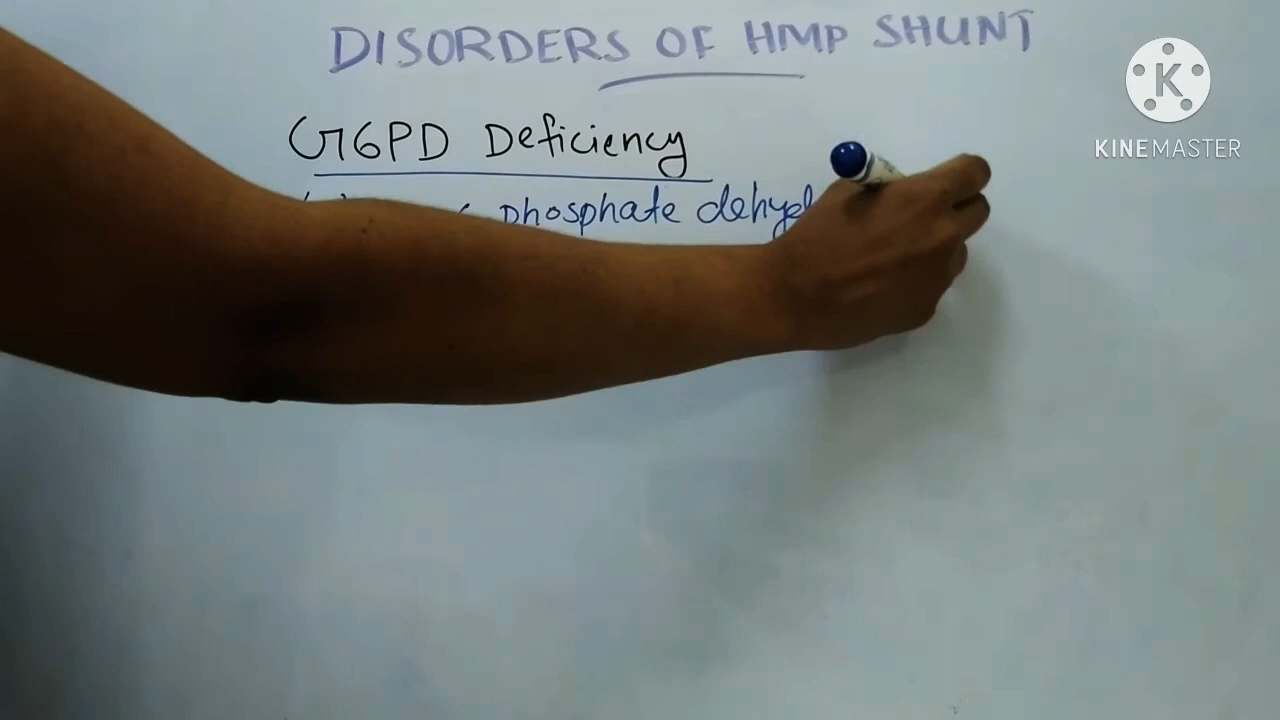 DISORDERS OF HMP SHUNT
K
KINEMASTER
G6PD Deficiency
phosphate